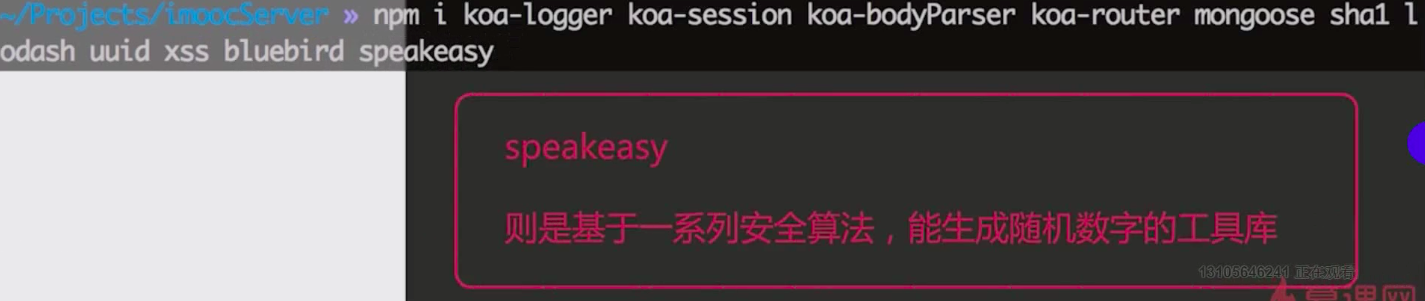 ~/Projects/imoocServer » npm i koa-logger koa-session koa-bodyParser koa-router mongoose sha1 l
odash uuid xss bluebird speakeasy
speakeasy
则是基于一系列安全算法，能生成随机数字的工具库
13105646241 正在观看